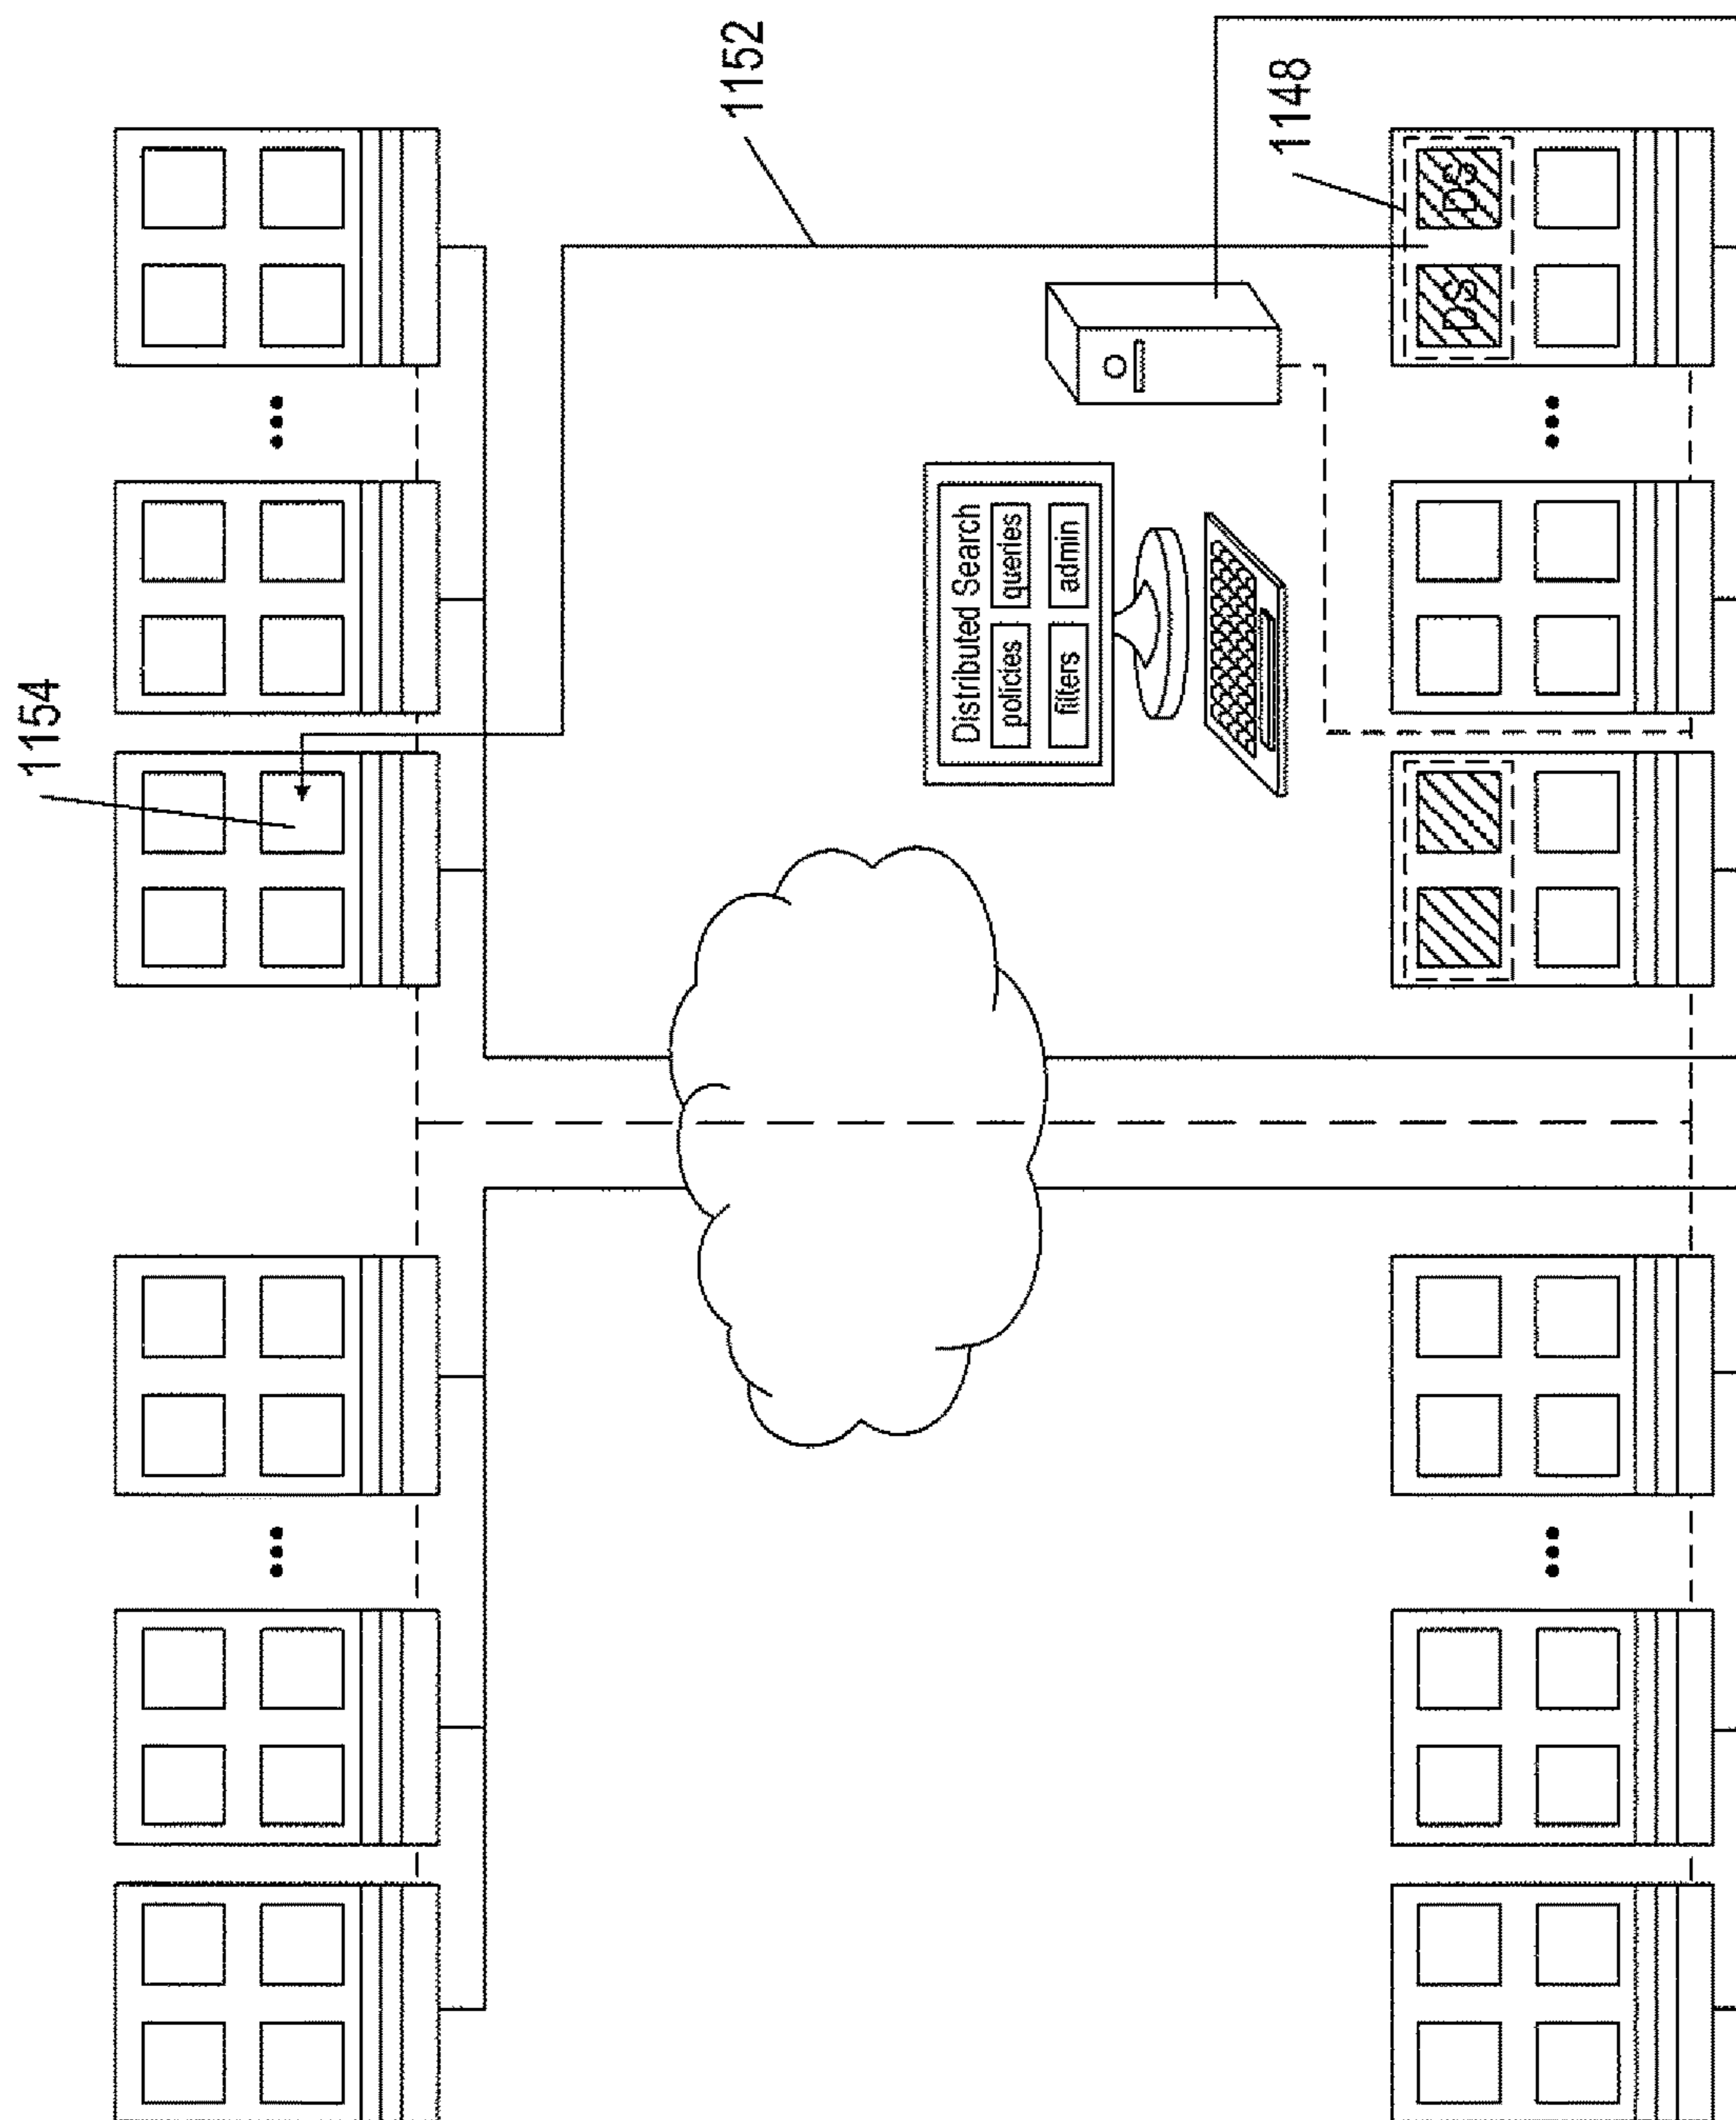 1154
1152
1148
Distributed Search
policies queries
filters admin
DS DS